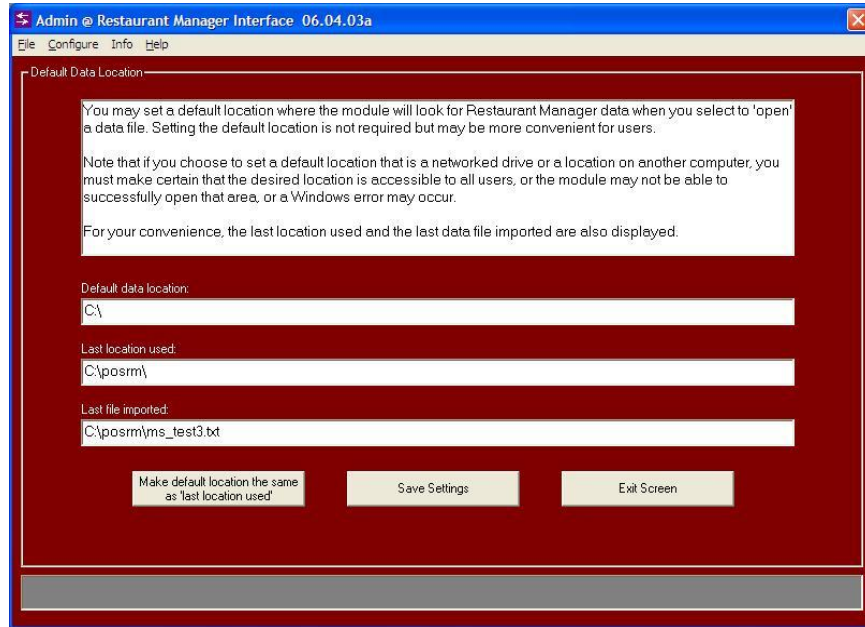 Admin @ Restaurant Manager Interface 06.04.03a
File Configure Info Help
Default Data Location
You may set a default location where the module will look for Restaurant Manager data when you select to 'open'
a data file. Setting the default location is not required but may be more convenient for users.
Note that if you choose to set a default location that is a networked drive or a location on another computer, you
must make certain that the desired location is accessible to all users, or the module may not be able to
successfully open that area, or a Windows error may occur.
For your convenience, the last location used and the last data file imported are also displayed.
Default data location:
C:\
Last location used:
C:\posrm\
Last file imported:
C:\posrm\ms_test3.txt
Make default location the same
as 'last location used'
Save Settings
Exit Screen